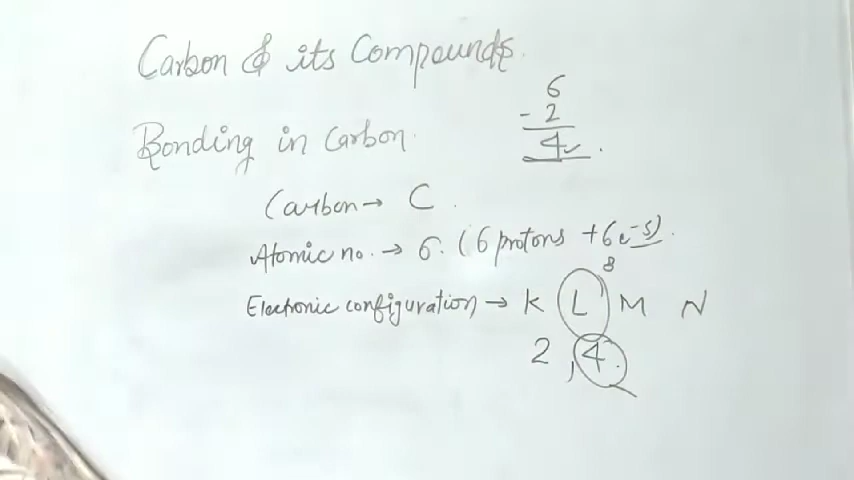 Carbon & its Compounds.
6
- 2
4
Bonding in Carbon.
Carbon → C.
Atomic no. → 6. (6 protons + 6 e-s).
8
Electronic configuration → K L M N
2, 4.